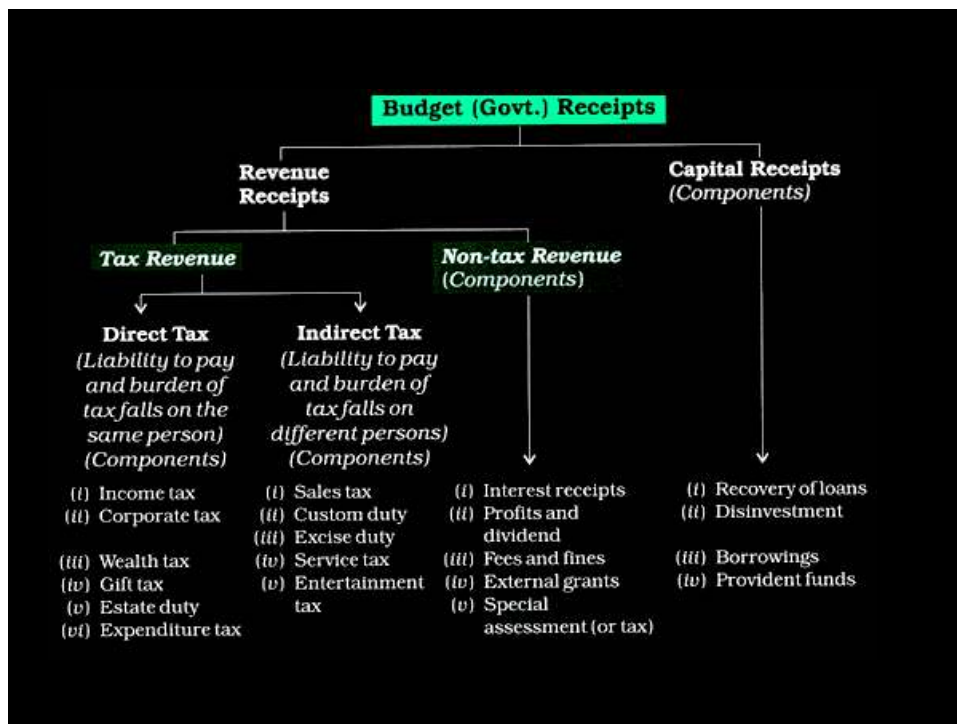 Budget (Govt.) Receipts
Revenue
Receipts
Capital Receipts
(Components)
Tax Revenue
Non-tax Revenue
(Components)
Direct Tax
(Liability to pay
and burden of
tax falls on the
same person)
(Components)
Indirect Tax
(Liability to pay
and burden of
tax falls on
different persons)
(Components)
(i) Income tax
(ii) Corporate tax
(iii) Wealth tax
(iv) Gift tax
(v) Estate duty
(vi) Expenditure tax
(i) Sales tax
(ii) Custom duty
(iii) Excise duty
(iv) Service tax
(v) Entertainment
tax
(i) Interest receipts
(ii) Profits and
dividend
(iii) Fees and fines
(iv) External grants
(v) Special
assessment (or tax)
(i) Recovery of loans
(ii) Disinvestment
(iii) Borrowings
(iv) Provident funds